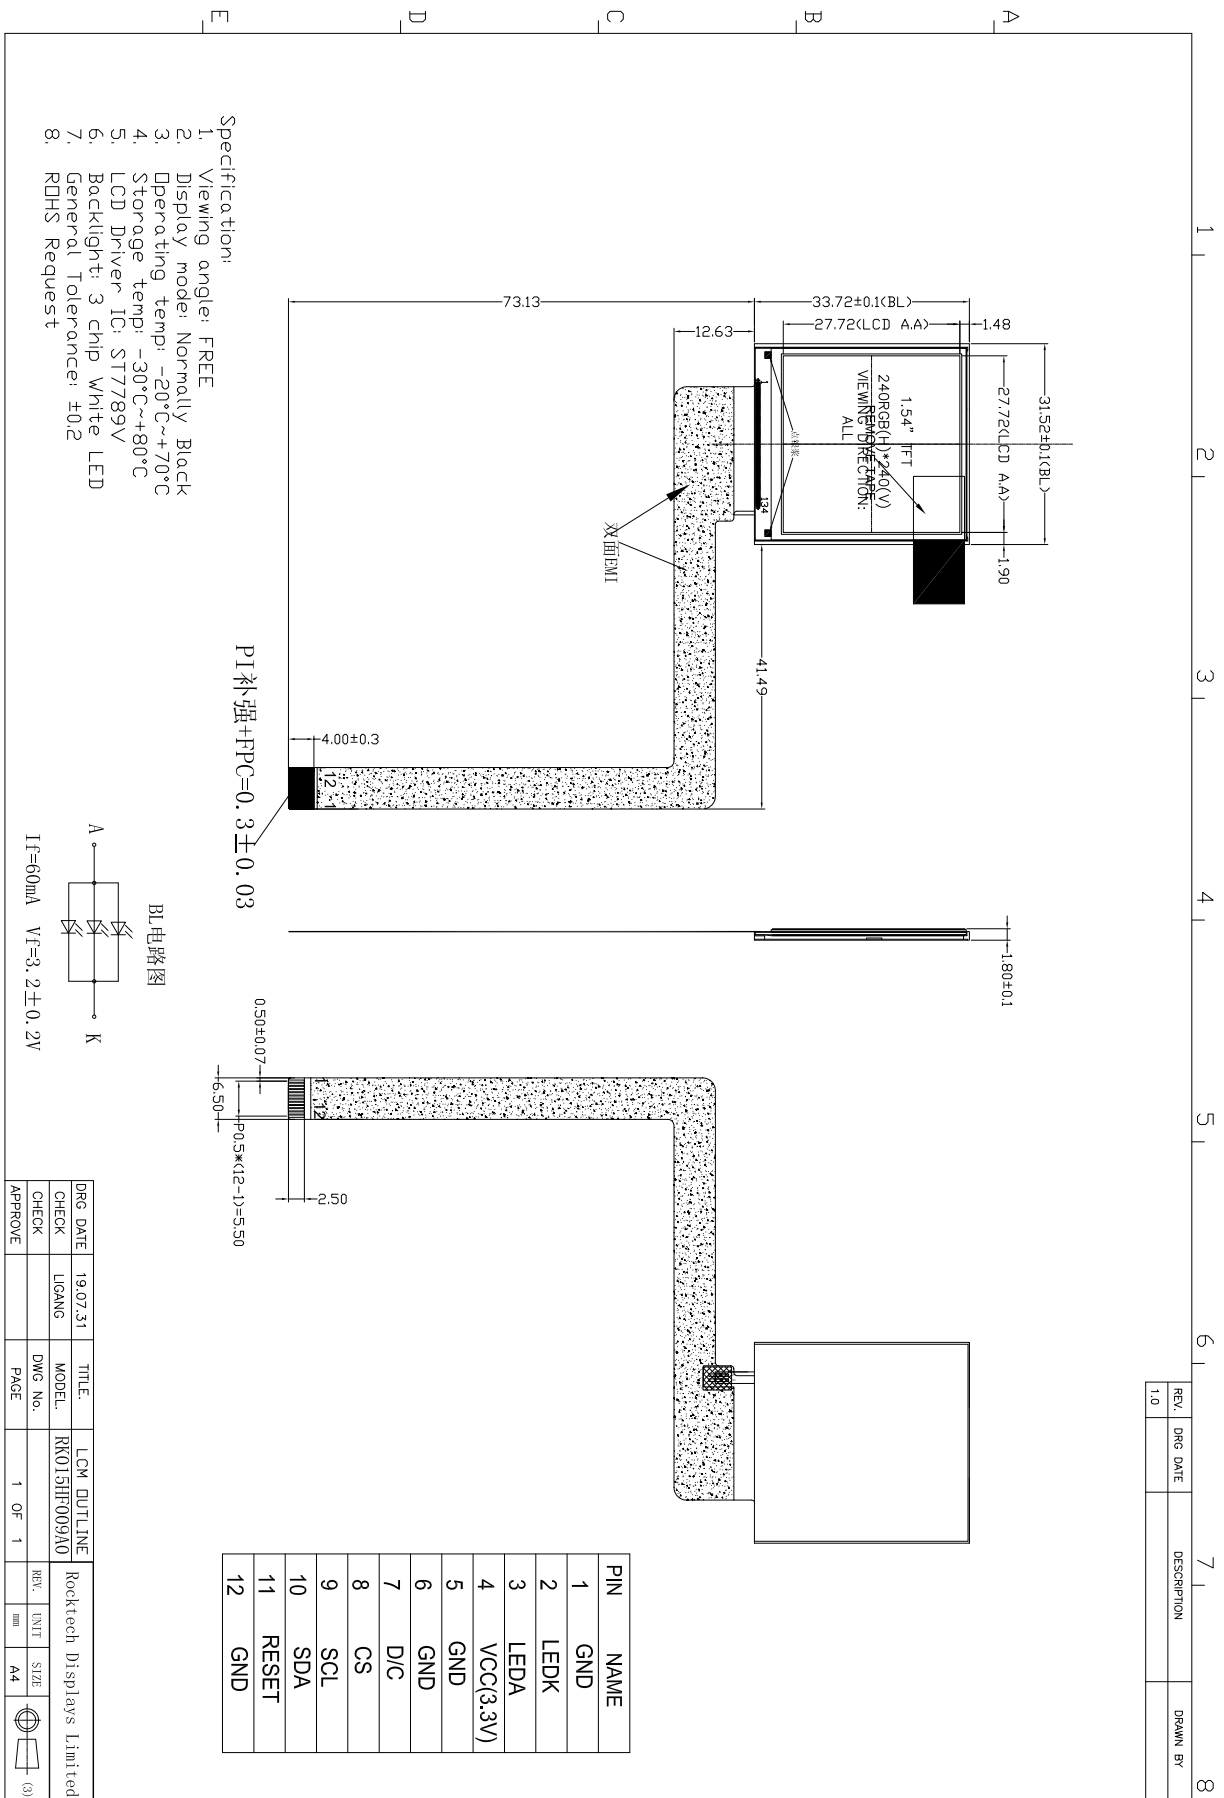 1 2 3 4 5 6 7 8
A
B
C
D
E
REV. DRG DATE DESCRIPTION DRAWN BY
1.0
31.52±0.1(BL)
27.72(LCD A.A)
1.90
1.48
33.72±0.1(BL)
27.72(LCD A.A)
73.13
12.63
1.54" TFT
240RGB(H)*240(V)
REMOVE TAPE
VIEWING DIRECTION:
ALL
点银浆
1 134
41.49
双面EMI
4.00±0.3
12 1
PI补强+FPC=0.3±0.03
1.80±0.1
1 12
0.50±0.07
6.50
P0.5*(12-1)=5.50
2.50
PIN NAME
1 GND
2 LEDK
3 LEDA
4 VCC(3.3V)
5 GND
6 GND
7 D/C
8 CS
9 SCL
10 SDA
11 RESET
12 GND
Specification:
1. Viewing angle: FREE
2. Display mode: Normally Black
3. Operating temp: -20°C~+70°C
4. Storage temp: -30°C~+80°C
5. LCD Driver IC: ST7789V
6. Backlight: 3 chip White LED
7. General Tolerance: ±0.2
8. ROHS Request
BL电路图
A K
If=60mA Vf=3.2±0.2V
DRG DATE 19.07.31 TITLE. LCM OUTLINE
CHECK LIGANG MODEL. RK015HF009A0
CHECK DWG No.
APPROVE PAGE 1 OF 1
Rocktech Displays Limited
REV. UNIT SIZE
mm A4 (3)